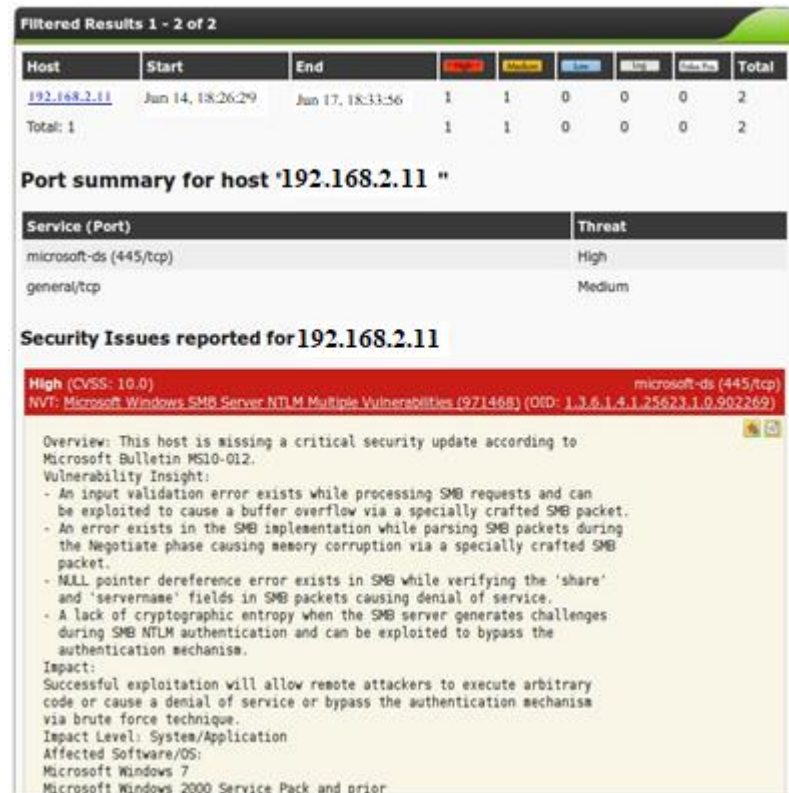 Filtered Results 1 - 2 of 2
Host Start End High Medium Low Log False Pos. Total
192.168.2.11 Jun 14, 18:26:29 Jun 17, 18:33:56 1 1 0 0 0 2
Total: 1 1 1 0 0 0 2
Port summary for host '192.168.2.11 "
Service (Port) Threat
microsoft-ds (445/tcp) High
general/tcp Medium
Security Issues reported for 192.168.2.11
High (CVSS: 10.0) microsoft-ds (445/tcp)
NVT: Microsoft Windows SMB Server NTLM Multiple Vulnerabilities (971468) (OID: 1.3.6.1.4.1.25623.1.0.902269)
Overview: This host is missing a critical security update according to
Microsoft Bulletin MS10-012.
Vulnerability Insight:
- An input validation error exists while processing SMB requests and can
be exploited to cause a buffer overflow via a specially crafted SMB packet.
- An error exists in the SMB implementation while parsing SMB packets during
the Negotiate phase causing memory corruption via a specially crafted SMB
packet.
- NULL pointer dereference error exists in SMB while verifying the 'share'
and 'servername' fields in SMB packets causing denial of service.
- A lack of cryptographic entropy when the SMB server generates challenges
during SMB NTLM authentication and can be exploited to bypass the
authentication mechanism.
Impact:
Successful exploitation will allow remote attackers to execute arbitrary
code or cause a denial of service or bypass the authentication mechanism
via brute force technique.
Impact Level: System/Application
Affected Software/OS:
Microsoft Windows 7
Microsoft Windows 2000 Service Pack and prior